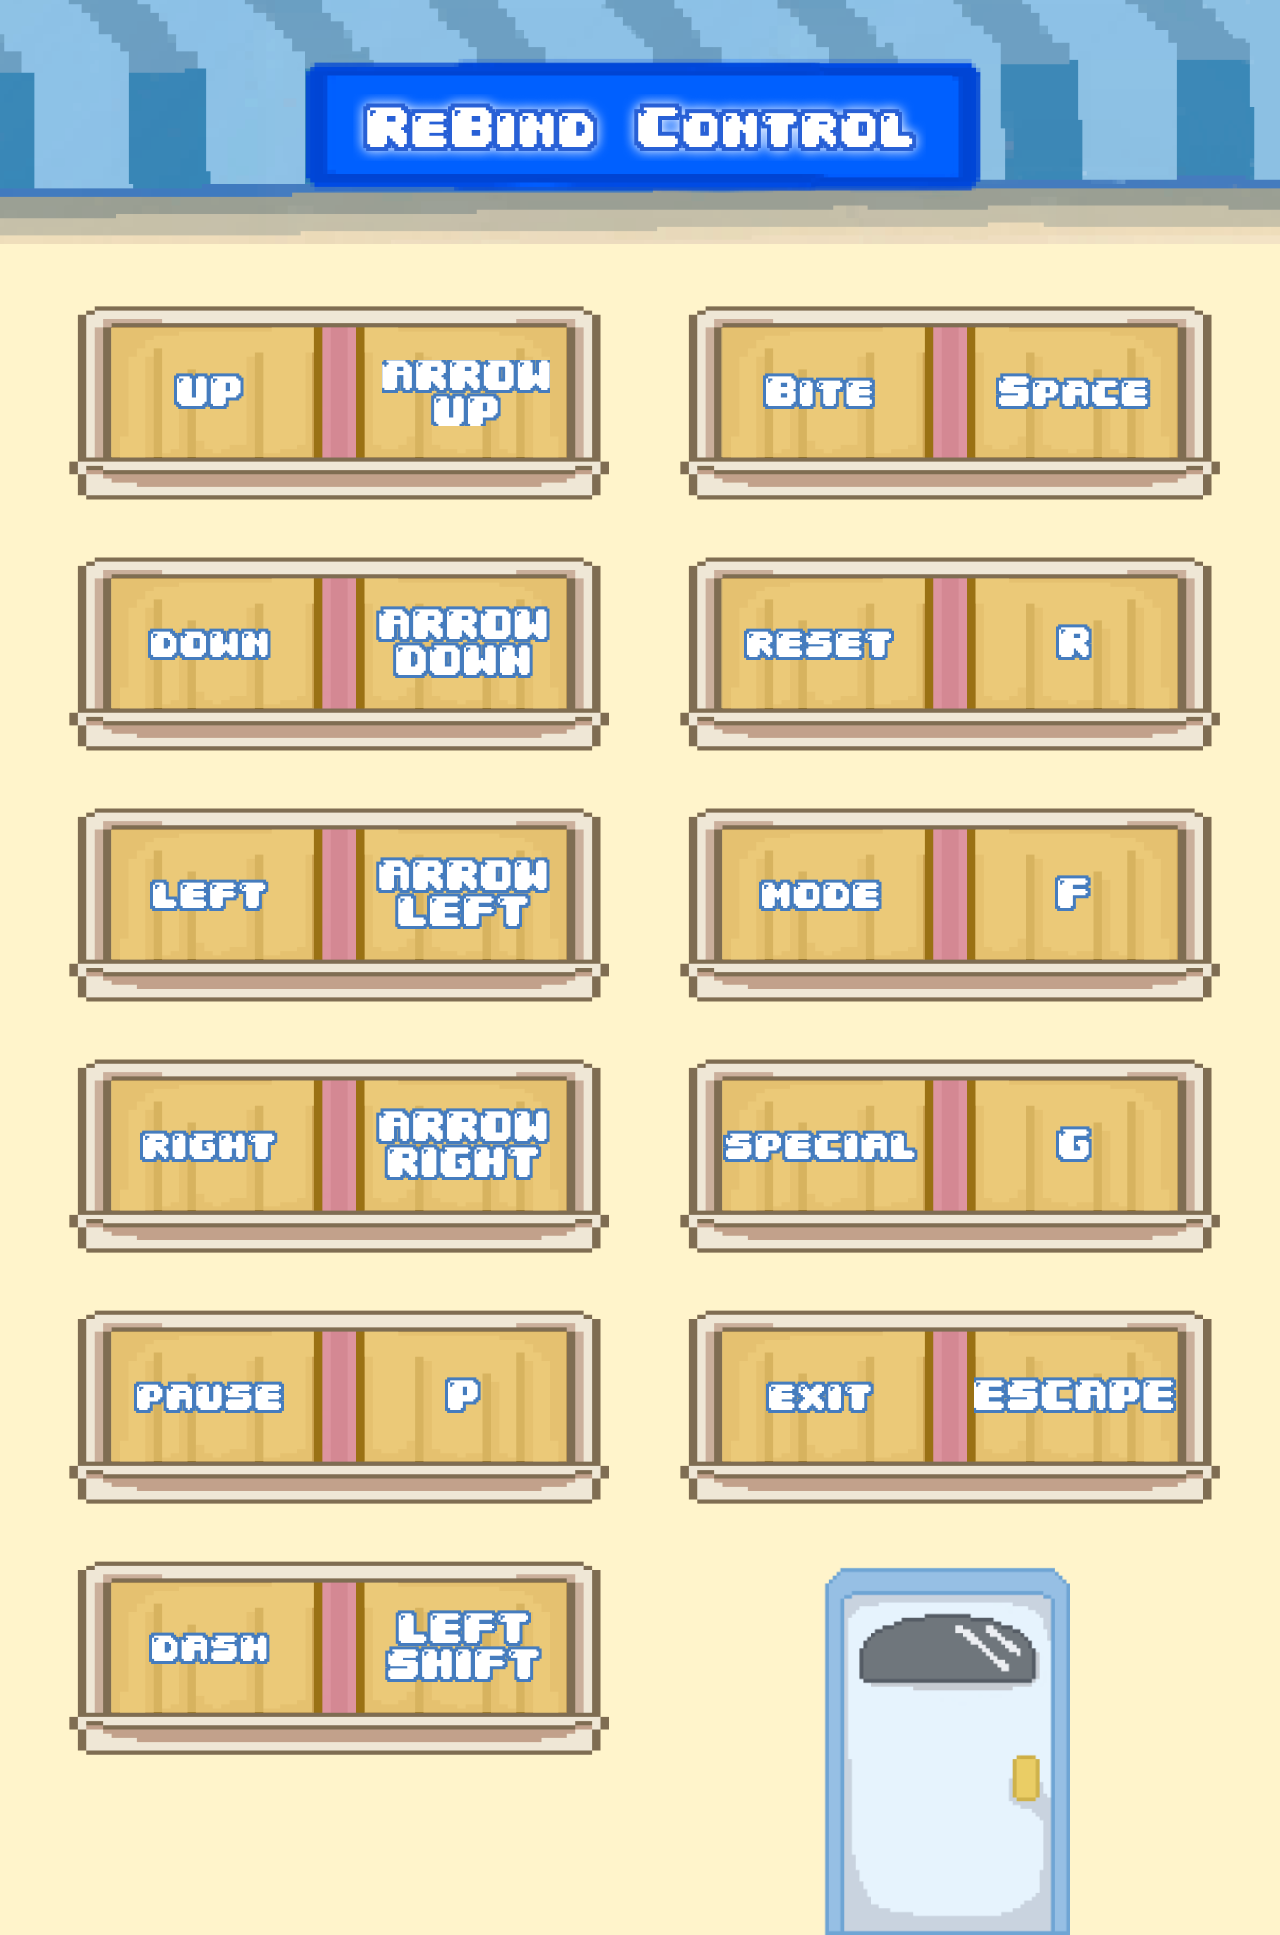 ReBind Control
UP
ARROW
UP
Bite
Space
DOWN
ARROW
DOWN
RESET
R
LEFT
ARROW
LEFT
MODE
F
RIGHT
ARROW
RIGHT
SPECIAL
G
PAUSE
P
EXIT
ESCAPE
DASH
LEFT
SHIFT